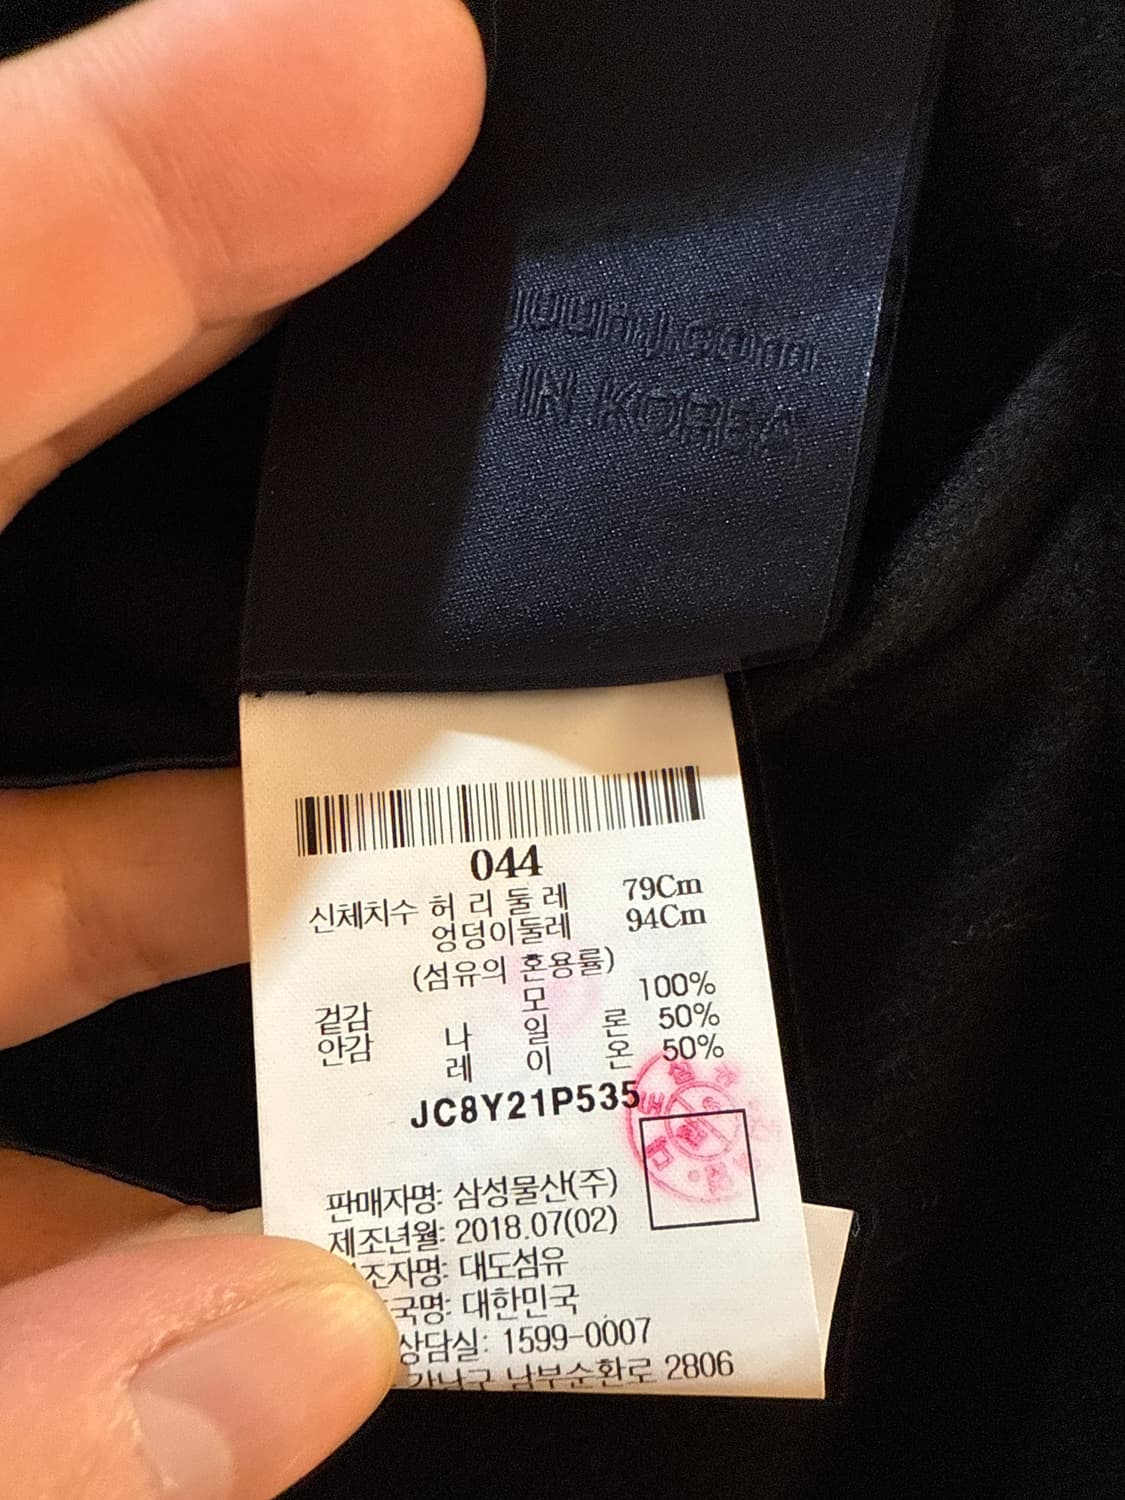 IN KOREA
044
신체치수 허리둘레 79Cm
엉덩이둘레 94Cm
(섬유의 혼용률)
겉감 모 100%
안감 나일론 50%
레이온 50%
JC8Y21P535
판매자명: 삼성물산(주)
제조년월: 2018.07(02)
조자명: 대도섬유
국명: 대한민국
상담실: 1599-0007
강남구 남부순환로 2806